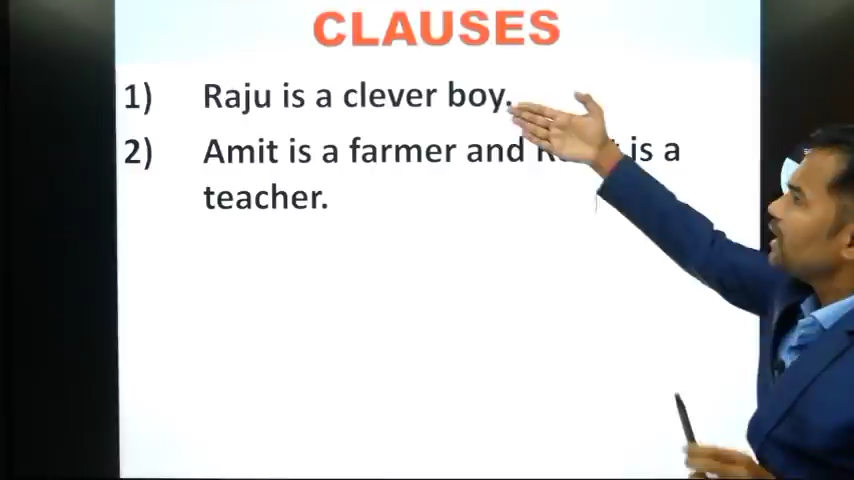 CLAUSES
1) Raju is a clever boy.
2) Amit is a farmer and is a
teacher.